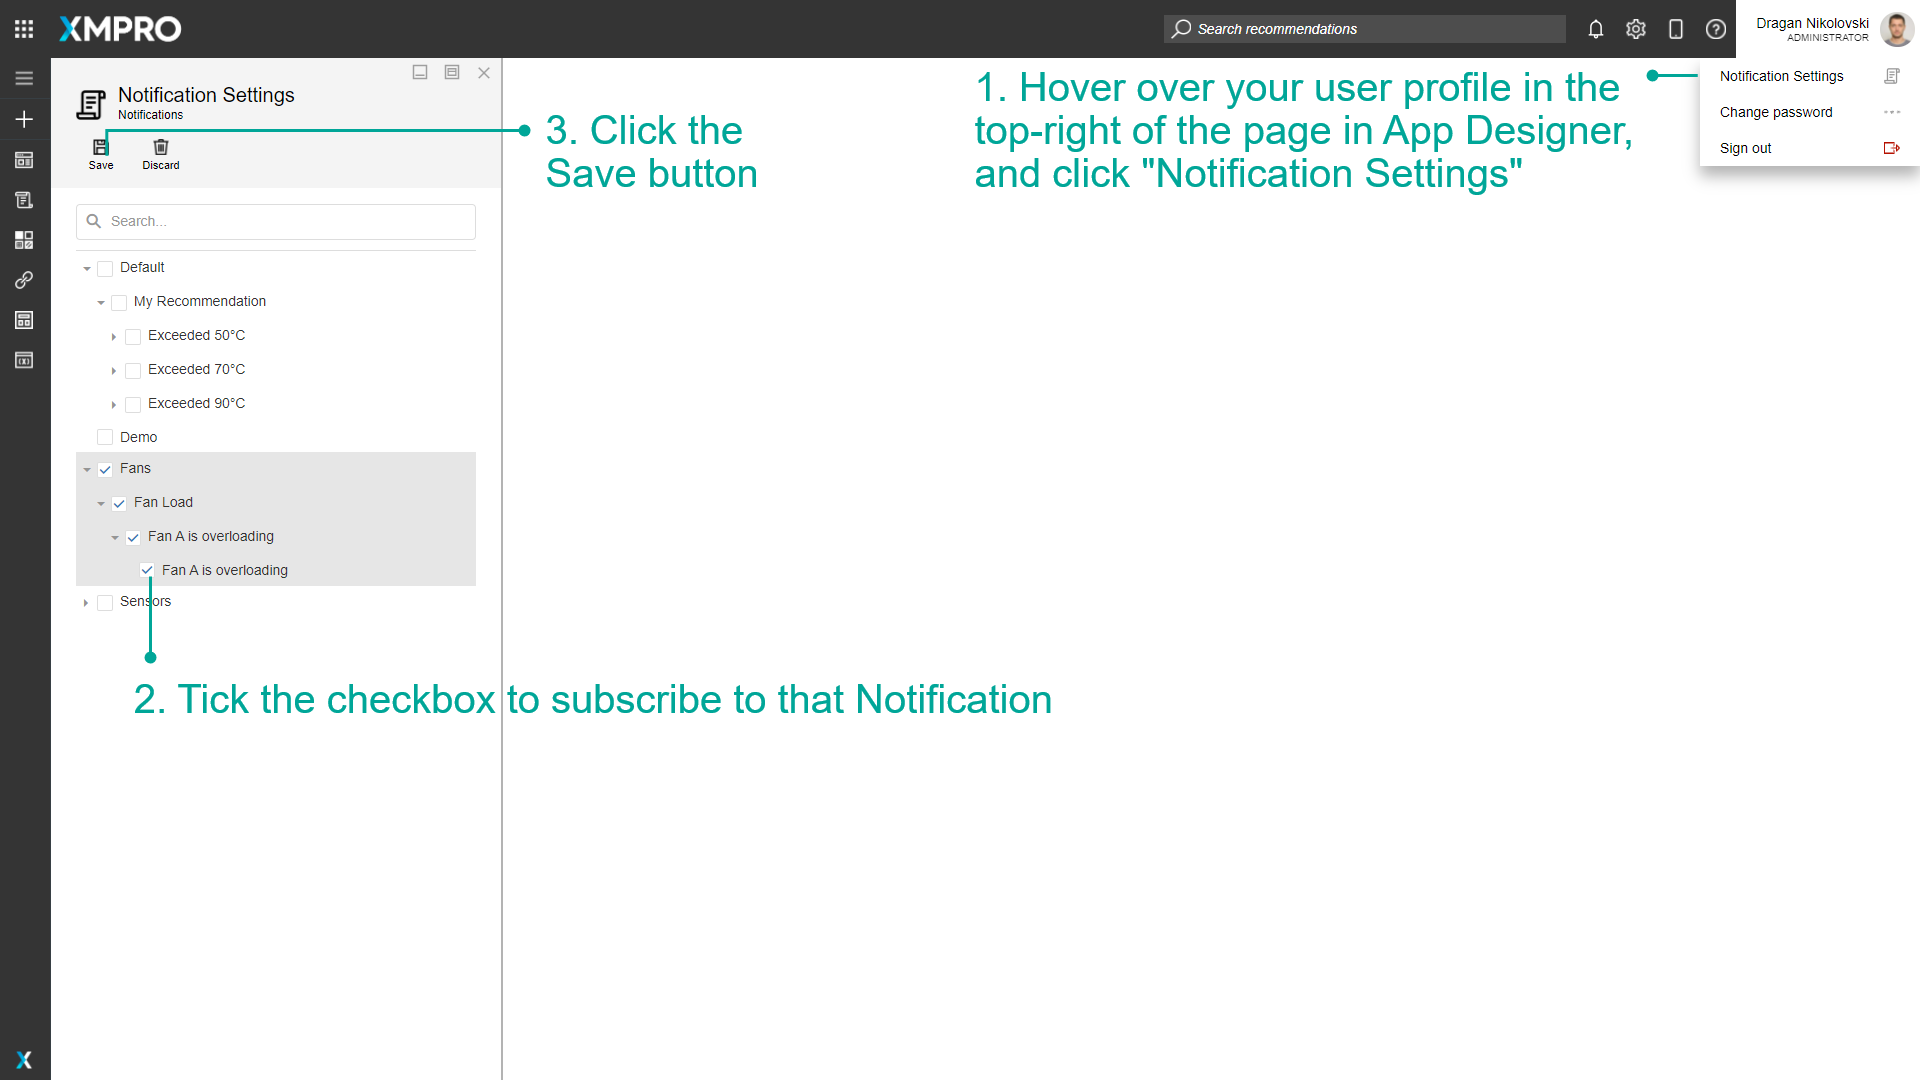 XMPRO
Search recommendations
Dragan Nikolovski
ADMINISTRATOR
Notification Settings
Change password
Sign out
Notification Settings
Notifications
Save
Discard
1. Hover over your user profile in the
top-right of the page in App Designer,
and click "Notification Settings"
3. Click the
Save button
Search...
Default
My Recommendation
Exceeded 50°C
Exceeded 70°C
Exceeded 90°C
Demo
Fans
Fan Load
Fan A is overloading
Fan A is overloading
Sensors
2. Tick the checkbox to subscribe to that Notification